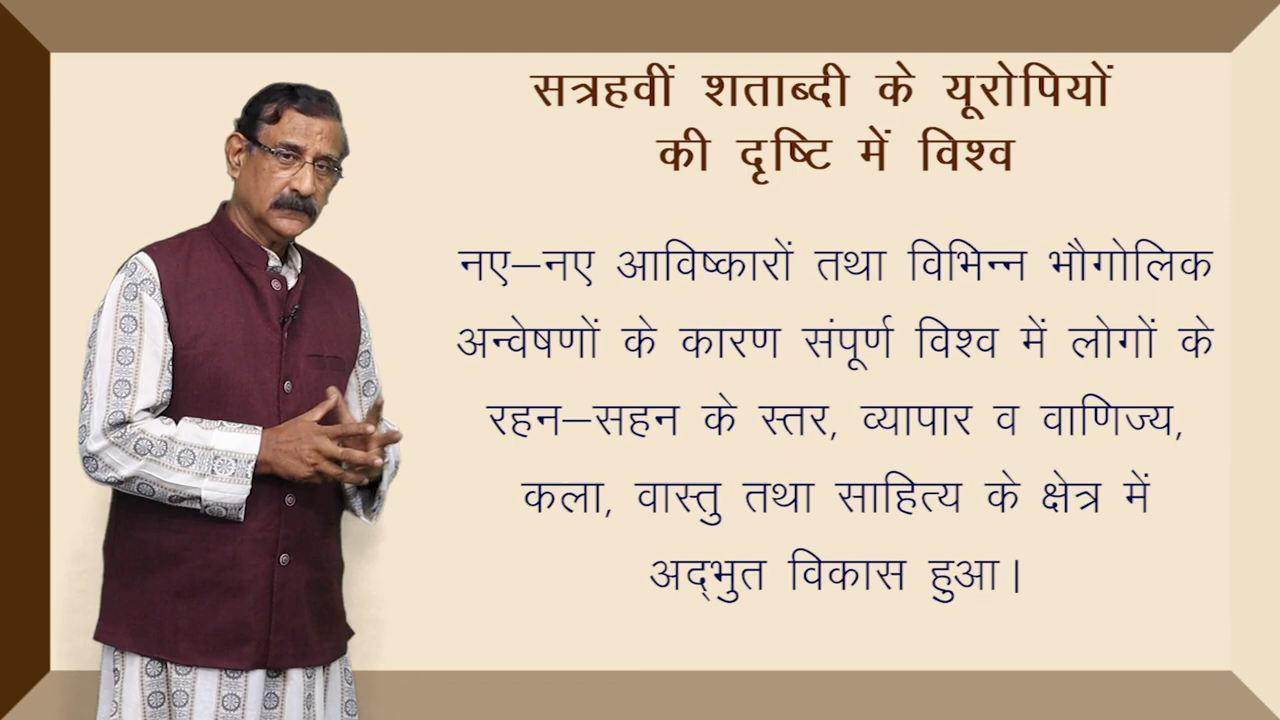 सत्रहवीं शताब्दी के यूरोपियों
की दृष्टि में विश्व
नए–नए आविष्कारों तथा विभिन्न भौगोलिक
अन्वेषणों के कारण संपूर्ण विश्व में लोगों के
रहन–सहन के स्तर, व्यापार व वाणिज्य,
कला, वास्तु तथा साहित्य के क्षेत्र में
अद्‌भुत विकास हुआ।